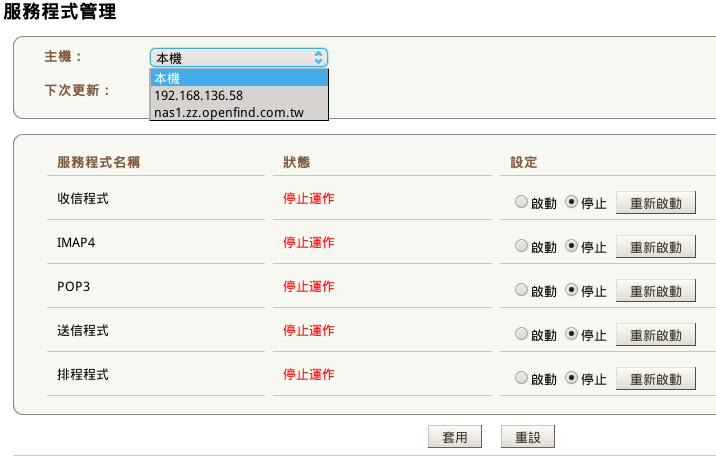 服務程式管理
主機：
本機
本機
192.168.136.58
nas1.zz.openfind.com.tw
下次更新：
服務程式名稱 狀態 設定
收信程式 停止運作 啟動 停止 重新啟動
IMAP4 停止運作 啟動 停止 重新啟動
POP3 停止運作 啟動 停止 重新啟動
送信程式 停止運作 啟動 停止 重新啟動
排程程式 停止運作 啟動 停止 重新啟動
套用 重設